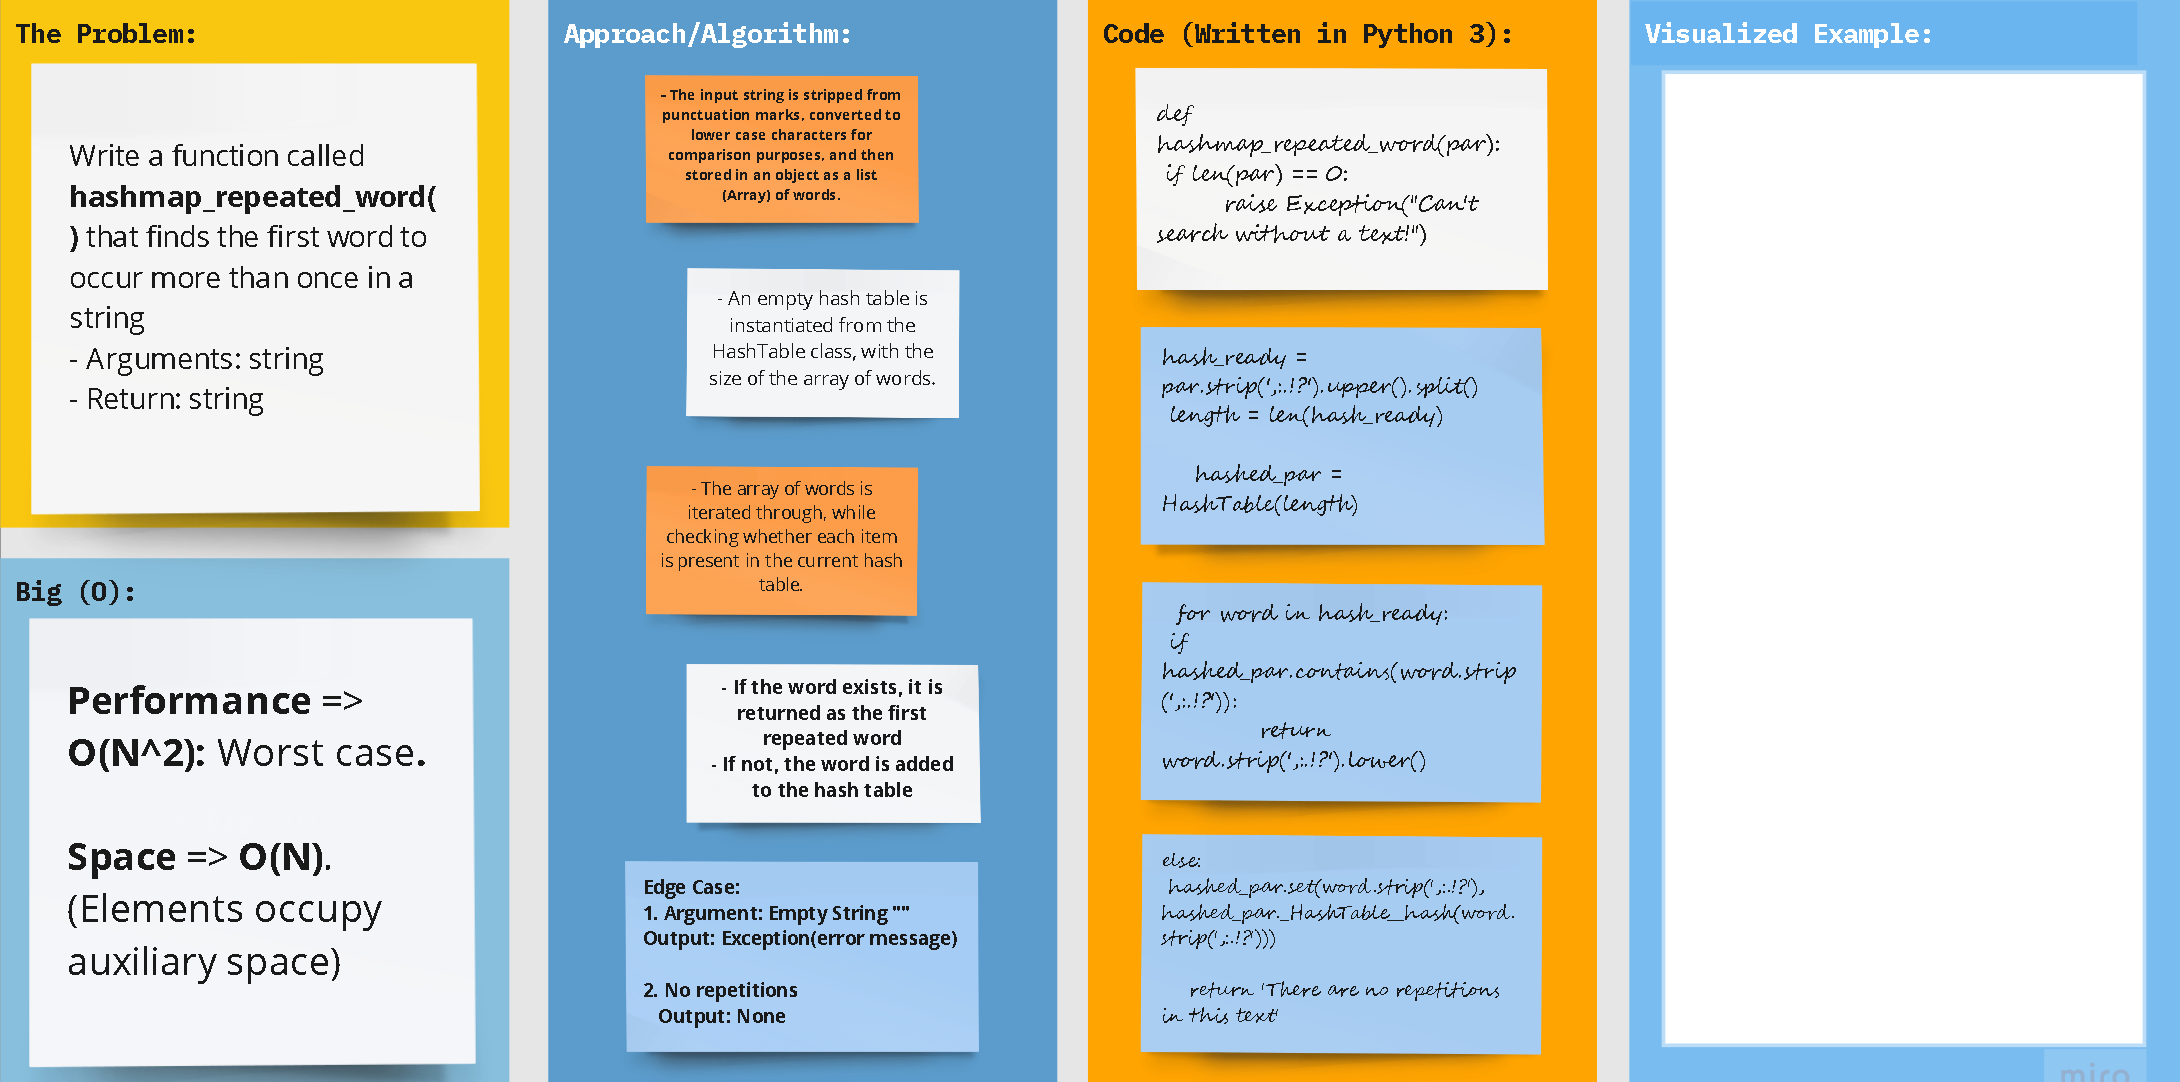 The Problem:
Write a function called
hashmap_repeated_word(
) that finds the first word to
occur more than once in a
string
- Arguments: string
- Return: string
Big (O):
Performance =>
O(N^2): Worst case.
Space => O(N).
(Elements occupy
auxiliary space)
Approach/Algorithm:
- The input string is stripped from
punctuation marks, converted to
lower case characters for
comparison purposes, and then
stored in an object as a list
(Array) of words.
- An empty hash table is
instantiated from the
HashTable class, with the
size of the array of words.
- The array of words is
iterated through, while
checking whether each item
is present in the current hash
table.
- If the word exists, it is
returned as the first
repeated word
- If not, the word is added
to the hash table
Edge Case:
1. Argument: Empty String ""
Output: Exception(error message)
2. No repetitions
Output: None
Code (Written in Python 3):
def
hashmap_repeated_word(par):
if len(par) == 0:
raise Exception("Can't
search without a text!")
hash_ready =
par.strip(',:.!?').upper().split()
length = len(hash_ready)
hashed_par =
HashTable(length)
for word in hash_ready:
if
hashed_par.contains(word.strip
(',:.!?')):
return
word.strip(',:.!?').lower()
else:
hashed_par.set(word.strip(',:.!?'),
hashed_par._HashTable__hash(word.
strip(',:.!?')))
return 'There are no repetitions
in this text'
Visualized Example:
miro